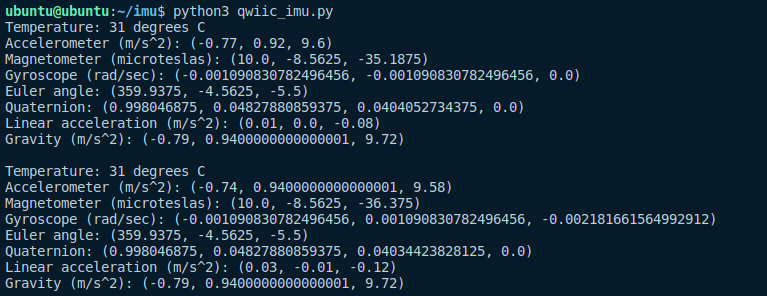 ubuntu@ubuntu:~/imu$ python3 qwiic_imu.py
Temperature: 31 degrees C
Accelerometer (m/s^2): (-0.77, 0.92, 9.6)
Magnetometer (microteslas): (10.0, -8.5625, -35.1875)
Gyroscope (rad/sec): (-0.001090830782496456, -0.001090830782496456, 0.0)
Euler angle: (359.9375, -4.5625, -5.5)
Quaternion: (0.998046875, 0.04827880859375, 0.0404052734375, 0.0)
Linear acceleration (m/s^2): (0.01, 0.0, -0.08)
Gravity (m/s^2): (-0.79, 0.9400000000000001, 9.72)

Temperature: 31 degrees C
Accelerometer (m/s^2): (-0.74, 0.9400000000000001, 9.58)
Magnetometer (microteslas): (10.0, -8.5625, -36.375)
Gyroscope (rad/sec): (-0.001090830782496456, 0.001090830782496456, -0.002181661564992912)
Euler angle: (359.9375, -4.5625, -5.5)
Quaternion: (0.998046875, 0.04827880859375, 0.04034423828125, 0.0)
Linear acceleration (m/s^2): (0.03, -0.01, -0.12)
Gravity (m/s^2): (-0.79, 0.9400000000000001, 9.72)